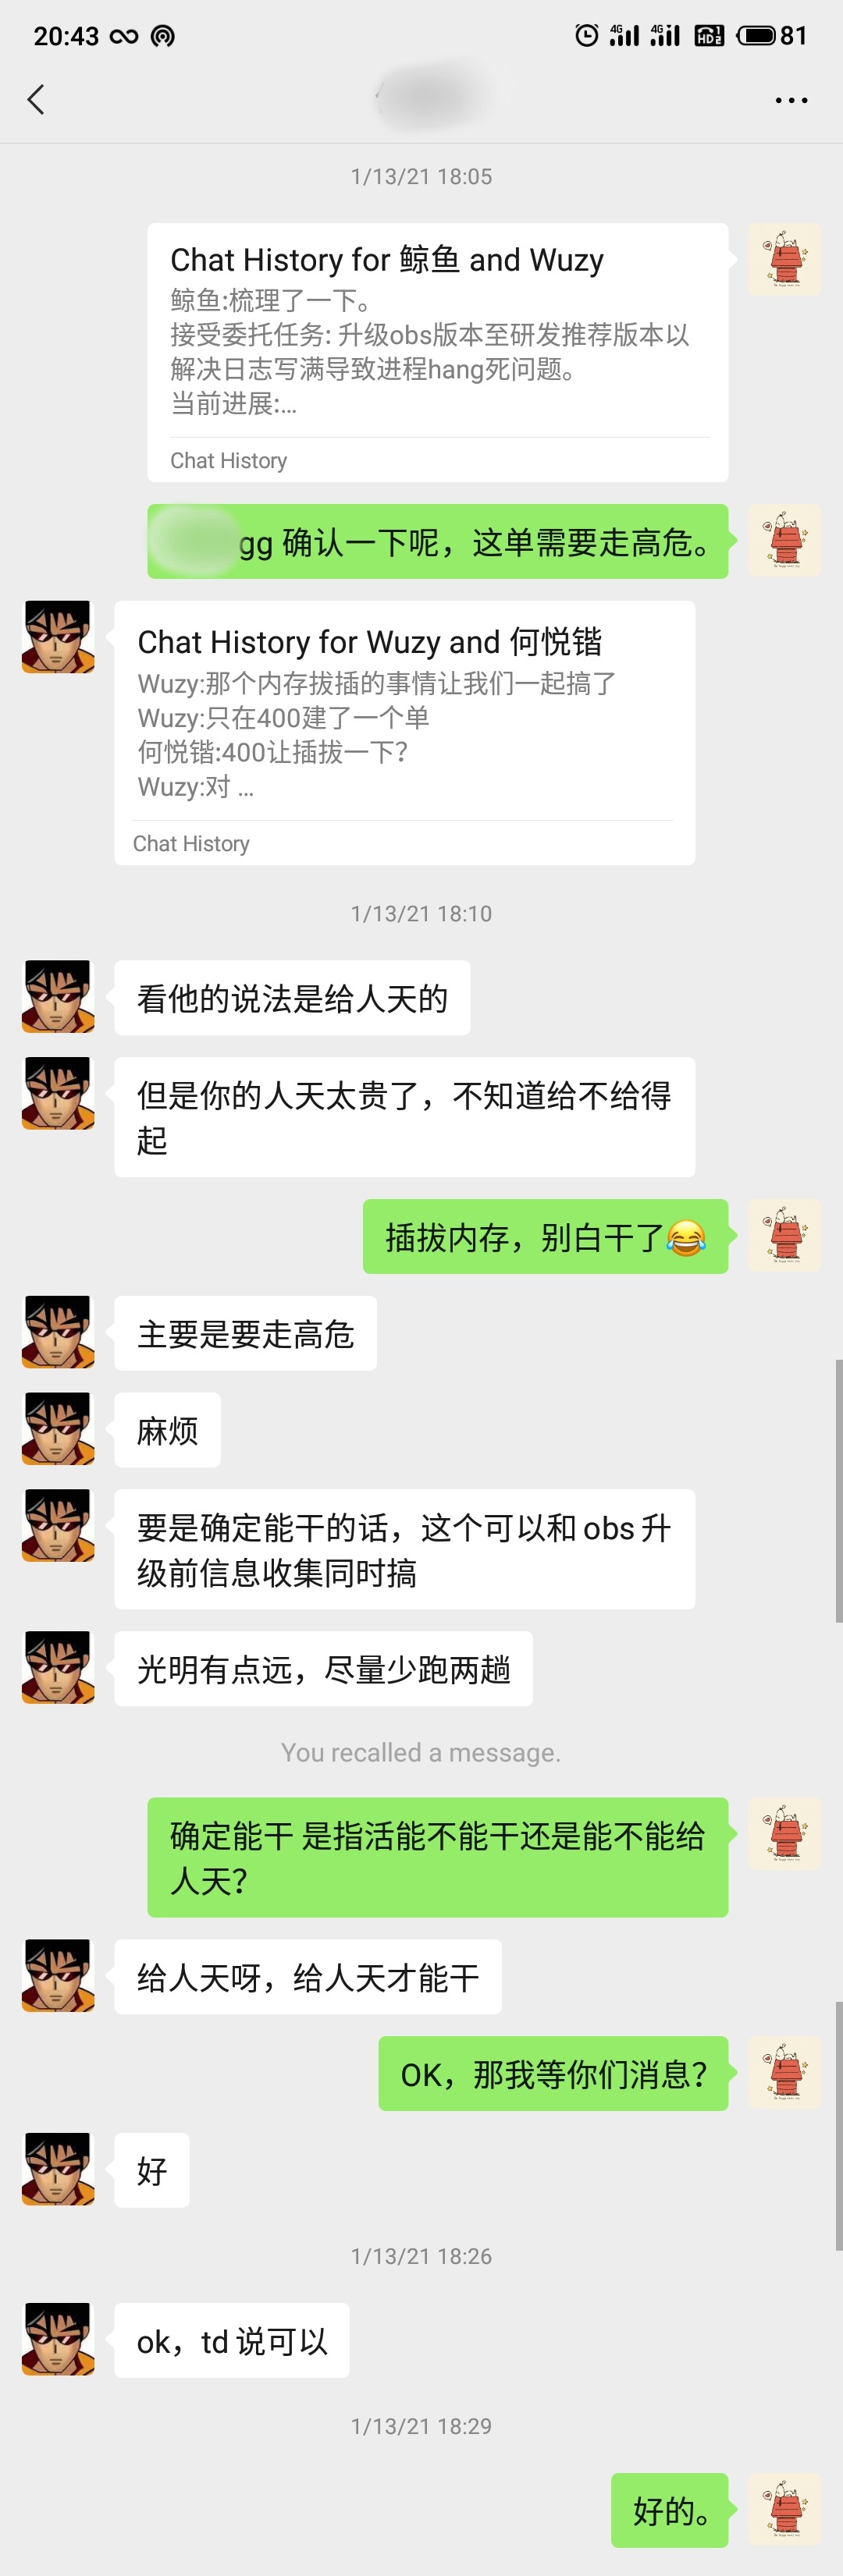 20:43
4G
4G
HD 1 2
81
1/13/21 18:05
Chat History for 鲸鱼 and Wuzy
鲸鱼:梳理了一下。
接受委托任务: 升级obs版本至研发推荐版本以
解决日志写满导致进程hang死问题。
当前进展:...
Chat History
gg 确认一下呢，这单需要走高危。
Chat History for Wuzy and 何悦锴
Wuzy:那个内存拔插的事情让我们一起搞了
Wuzy:只在400建了一个单
何悦锴:400让插拔一下?
Wuzy:对 ...
Chat History
1/13/21 18:10
看他的说法是给人天的
但是你的人天太贵了，不知道给不给得
起
插拔内存，别白干了😂
主要是要走高危
麻烦
要是确定能干的话，这个可以和 obs 升
级前信息收集同时搞
光明有点远，尽量少跑两趟
You recalled a message.
确定能干 是指活能不能干还是能不能给
人天?
给人天呀，给人天才能干
OK，那我等你们消息?
好
1/13/21 18:26
ok，td 说可以
1/13/21 18:29
好的。